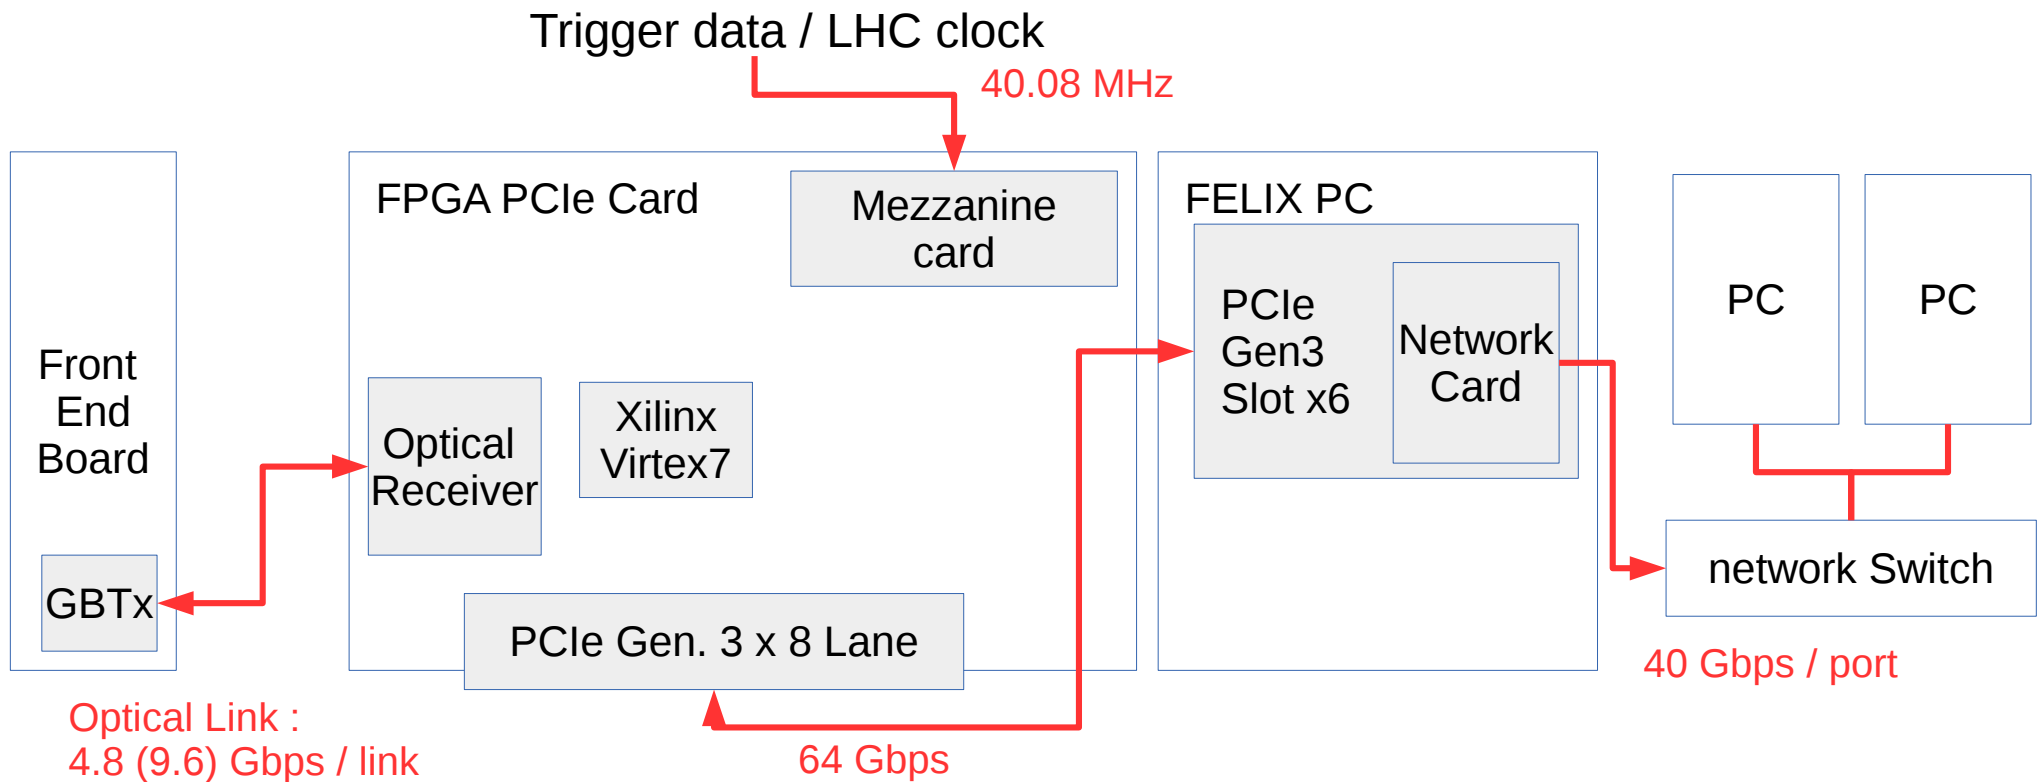 Trigger data / LHC clock
40.08 MHz
FPGA PCIe Card
Mezzanine
card
FELIX PC
PCIe
Gen3
Slot x6
Network
Card
PC
PC
Front
End
Board
Optical
Receiver
Xilinx
Virtex7
GBTx
PCIe Gen. 3 x 8 Lane
network Switch
40 Gbps / port
Optical Link :
4.8 (9.6) Gbps / link
64 Gbps